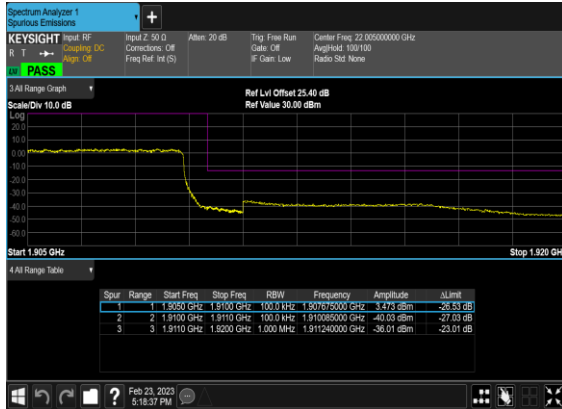 Spectrum Analyzer 1
Spurious Emissions
+
KEYSIGHT Input: RF Input Z: 50 Ω Atten: 20 dB Trig: Free Run Center Freq: 22.005000000 GHz
R T Coupling: DC Corrections: Off Gate: Off Avg|Hold: 100/100
Align: Off Freq Ref: Int (S) IF Gain: Low Radio Std: None
PASS
3 All Range Graph
Ref Lvl Offset 25.40 dB
Scale/Div 10.0 dB Ref Value 30.00 dBm
Log
20.0
10.0
0.00
-10.0
-20.0
-30.0
-40.0
-50.0
-60.0
Start 1.905 GHz Stop 1.920 GHz
4 All Range Table
Spur Range Start Freq Stop Freq RBW Frequency Amplitude ΔLimit
1 1 1.9050 GHz 1.9100 GHz 100.0 kHz 1.907675000 GHz 3.473 dBm -26.53 dB
2 2 1.9100 GHz 1.9110 GHz 100.0 kHz 1.910085000 GHz -40.03 dBm -27.03 dB
3 3 1.9110 GHz 1.9200 GHz 1.000 MHz 1.911240000 GHz -36.01 dBm -23.01 dB
? Feb 23, 2023
5:18:37 PM